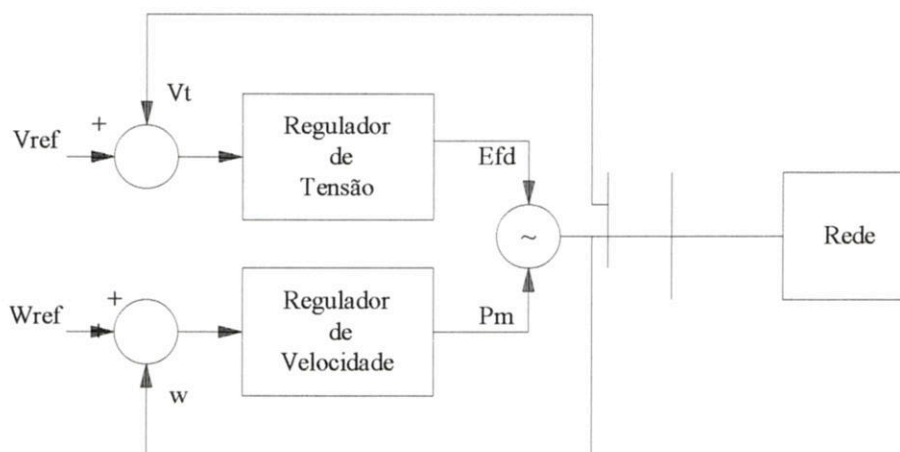 Vt
+
Vref
Regulador
de
Tensão
Efd
~
Rede
+
Wref
+
w
Regulador
de
Velocidade
Pm